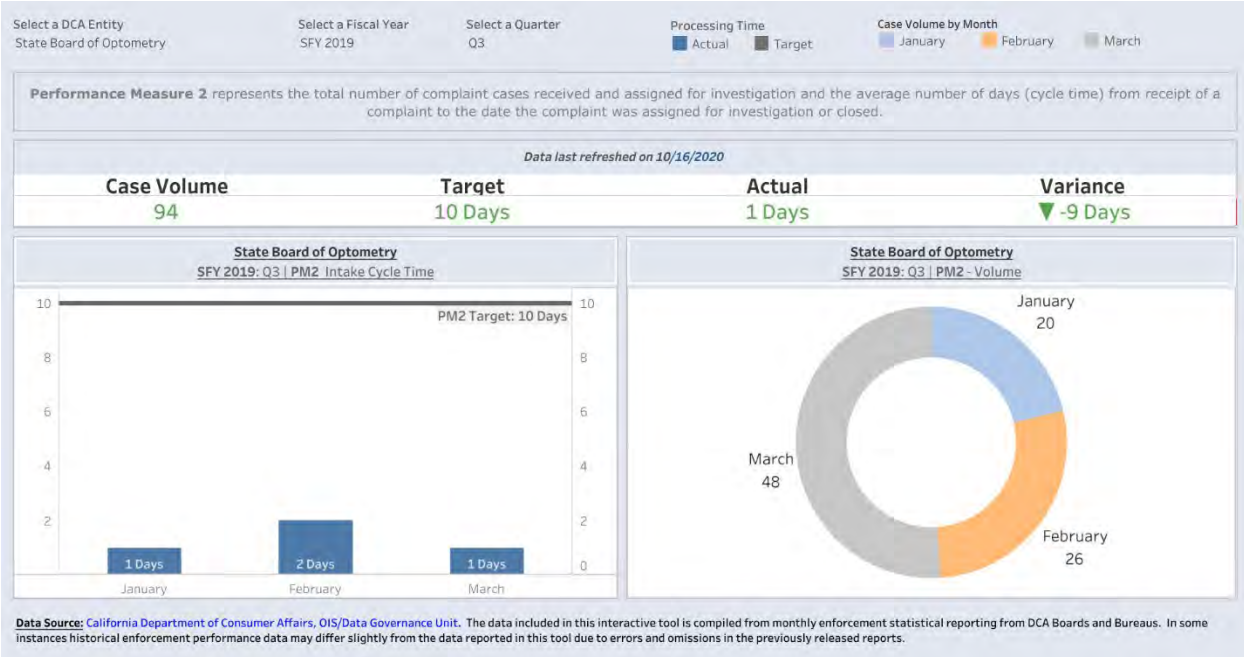 Select a DCA Entity
State Board of Optometry
Select a Fiscal Year
SFY 2019
Select a Quarter
Q3
Processing Time
Actual
Target
Case Volume by Month
January
February
March
Performance Measure 2 represents the total number of complaint cases received and assigned for investigation and the average number of days (cycle time) from receipt of a
complaint to the date the complaint was assigned for investigation or closed.
Data last refreshed on 10/16/2020
Case Volume
Target
Actual
Variance
94
10 Days
1 Days
▼ -9 Days
State Board of Optometry
SFY 2019: Q3 | PM2 Intake Cycle Time
10
8
6
4
2
PM2 Target: 10 Days
10
8
6
4
2
0
1 Days
2 Days
1 Days
January
February
March
State Board of Optometry
SFY 2019: Q3 | PM2 - Volume
January
20
March
48
February
26
Data Source: California Department of Consumer Affairs, OIS/Data Governance Unit. The data included in this interactive tool is compiled from monthly enforcement statistical reporting from DCA Boards and Bureaus. In some
instances historical enforcement performance data may differ slightly from the data reported in this tool due to errors and omissions in the previously released reports.